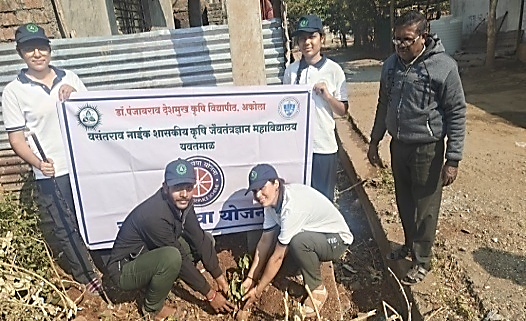 डॉ.पंजाबराव देशमुख कृषि विद्यापीठ, अकोला
वसंतराव नाईक शासकीय कृषि जैवतंत्रज्ञान महाविद्यालय
यवतमाळ
योजना